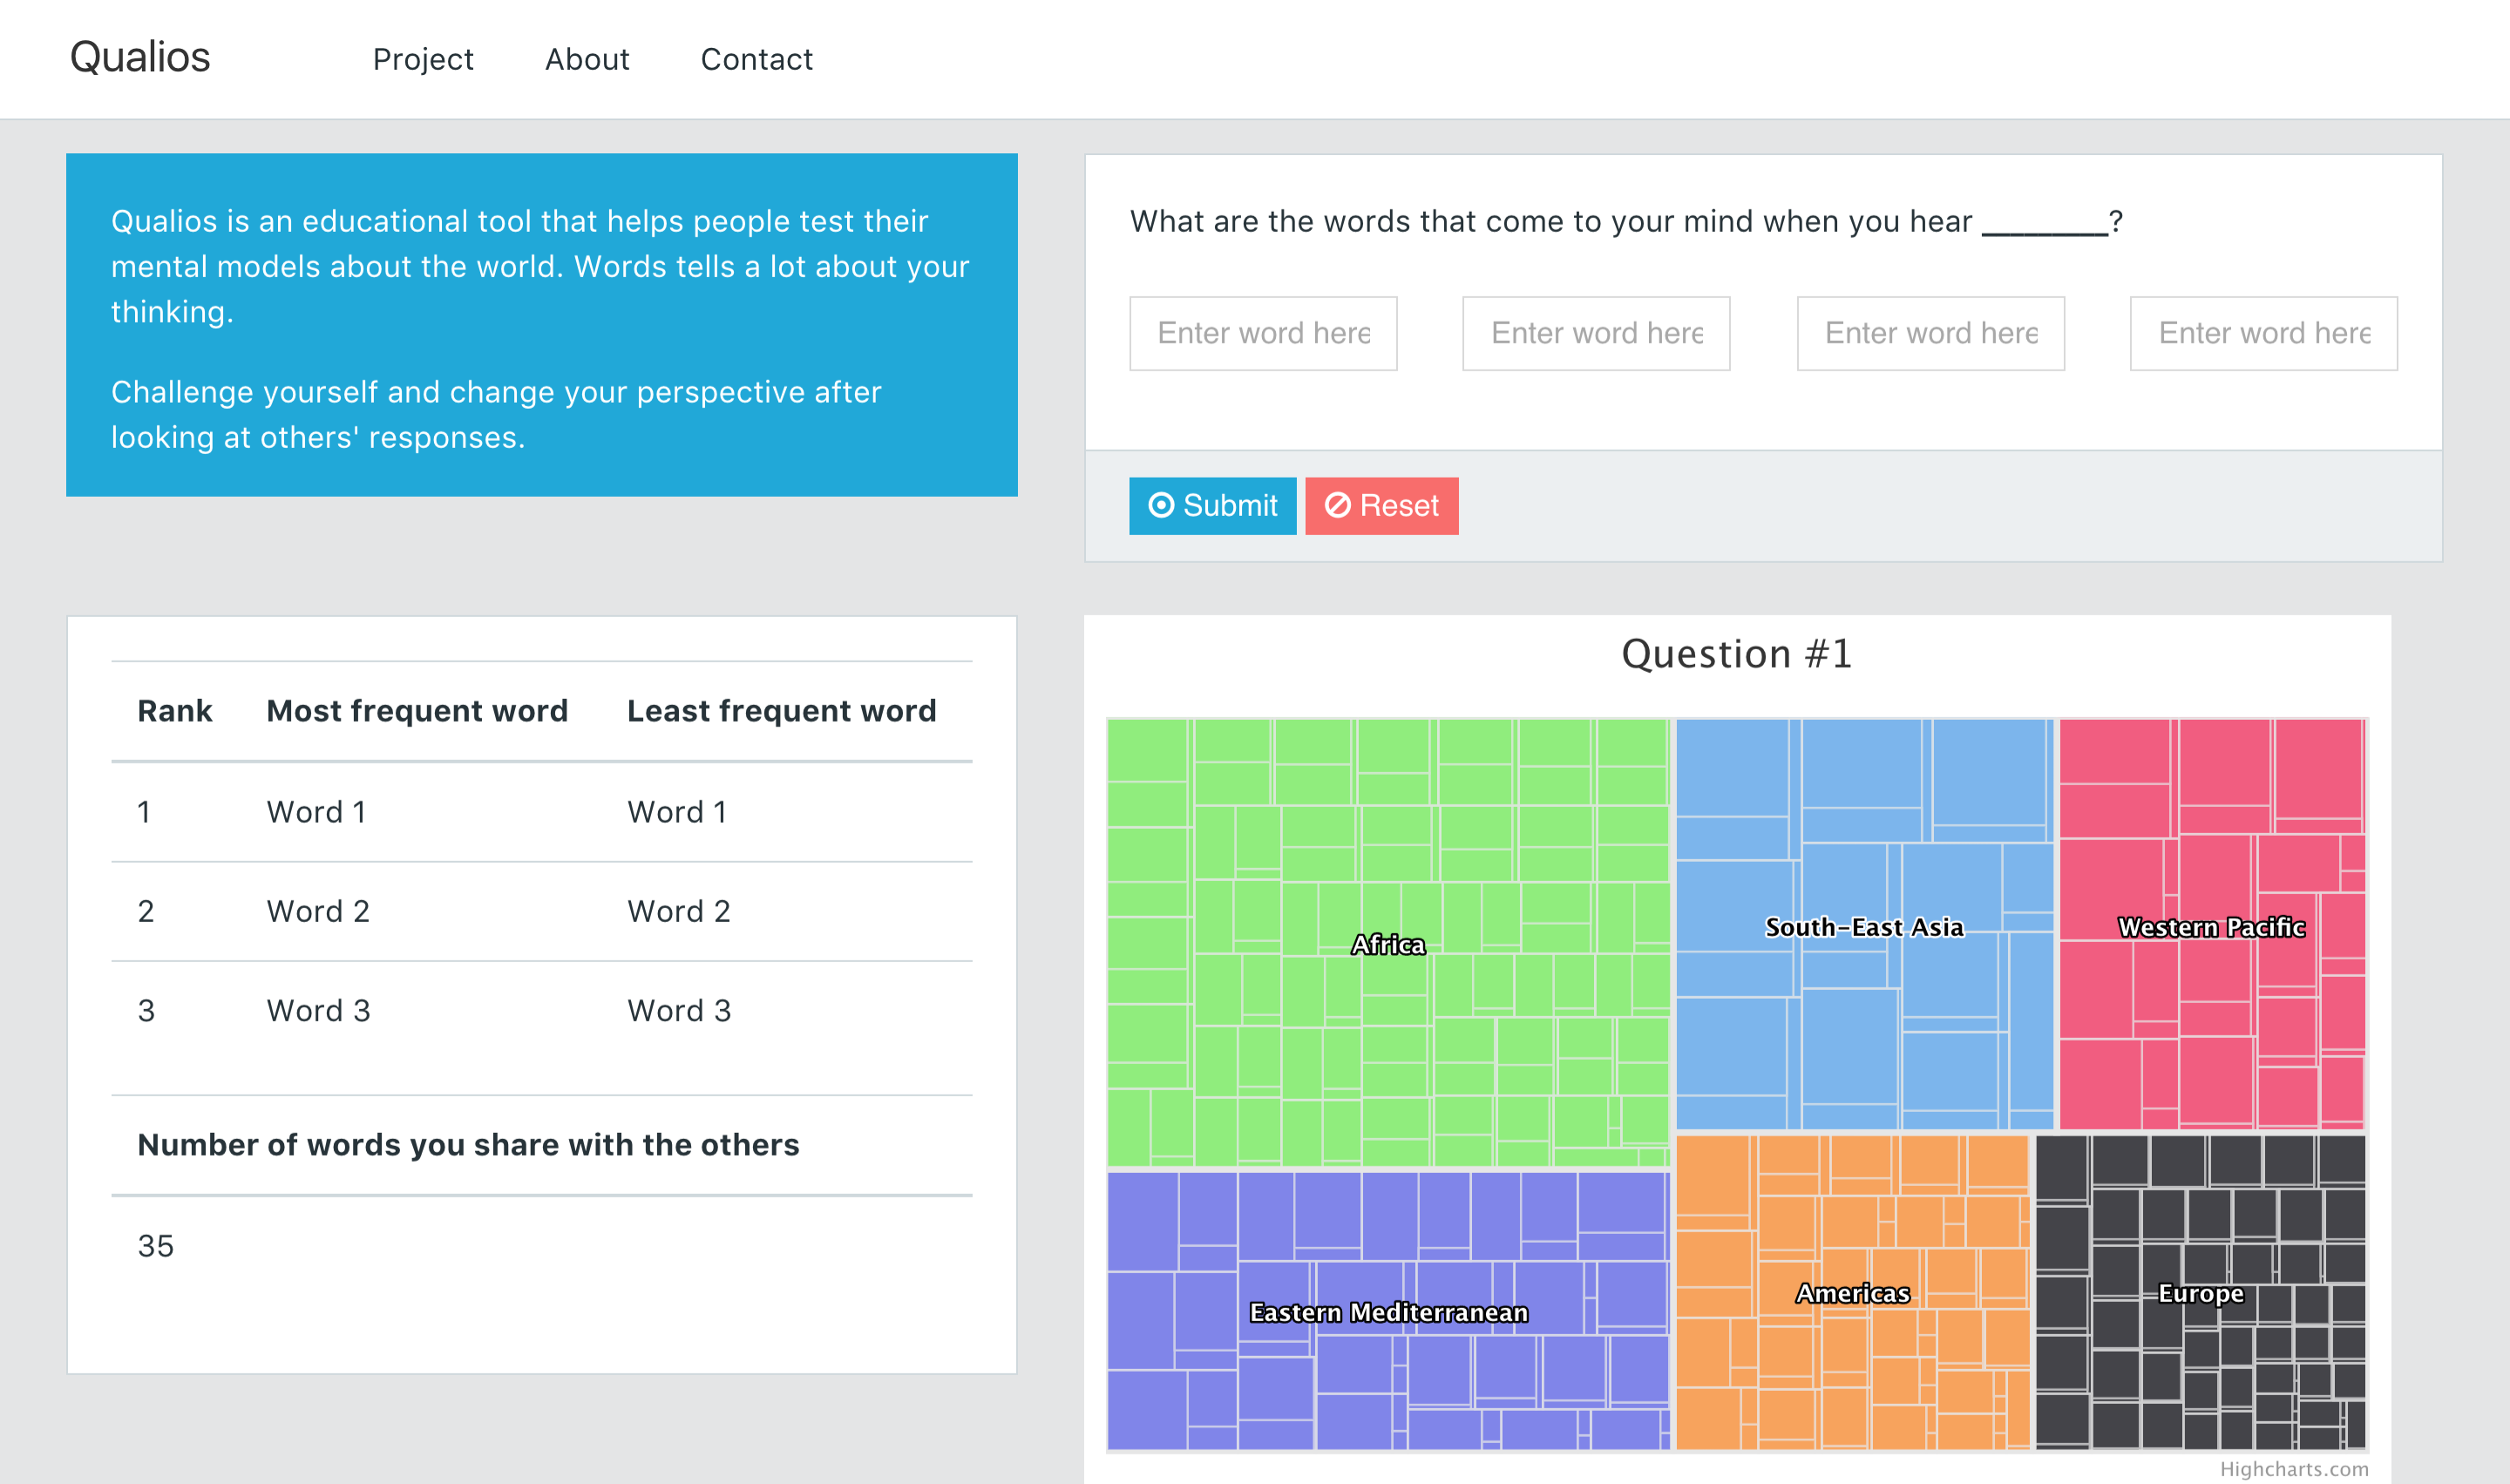 Qualios
Project
About
Contact
Qualios is an educational tool that helps people test their
mental models about the world. Words tells a lot about your
thinking.
Challenge yourself and change your perspective after
looking at others' responses.
What are the words that come to your mind when you hear _________?
Enter word here
Enter word here
Enter word here
Enter word here
Submit
Reset
Rank Most frequent word Least frequent word
1 Word 1 Word 1
2 Word 2 Word 2
3 Word 3 Word 3
Number of words you share with the others
35
Question #1
Africa
South-East Asia
Western Pacific
Eastern Mediterranean
Americas
Europe
Highcharts.com